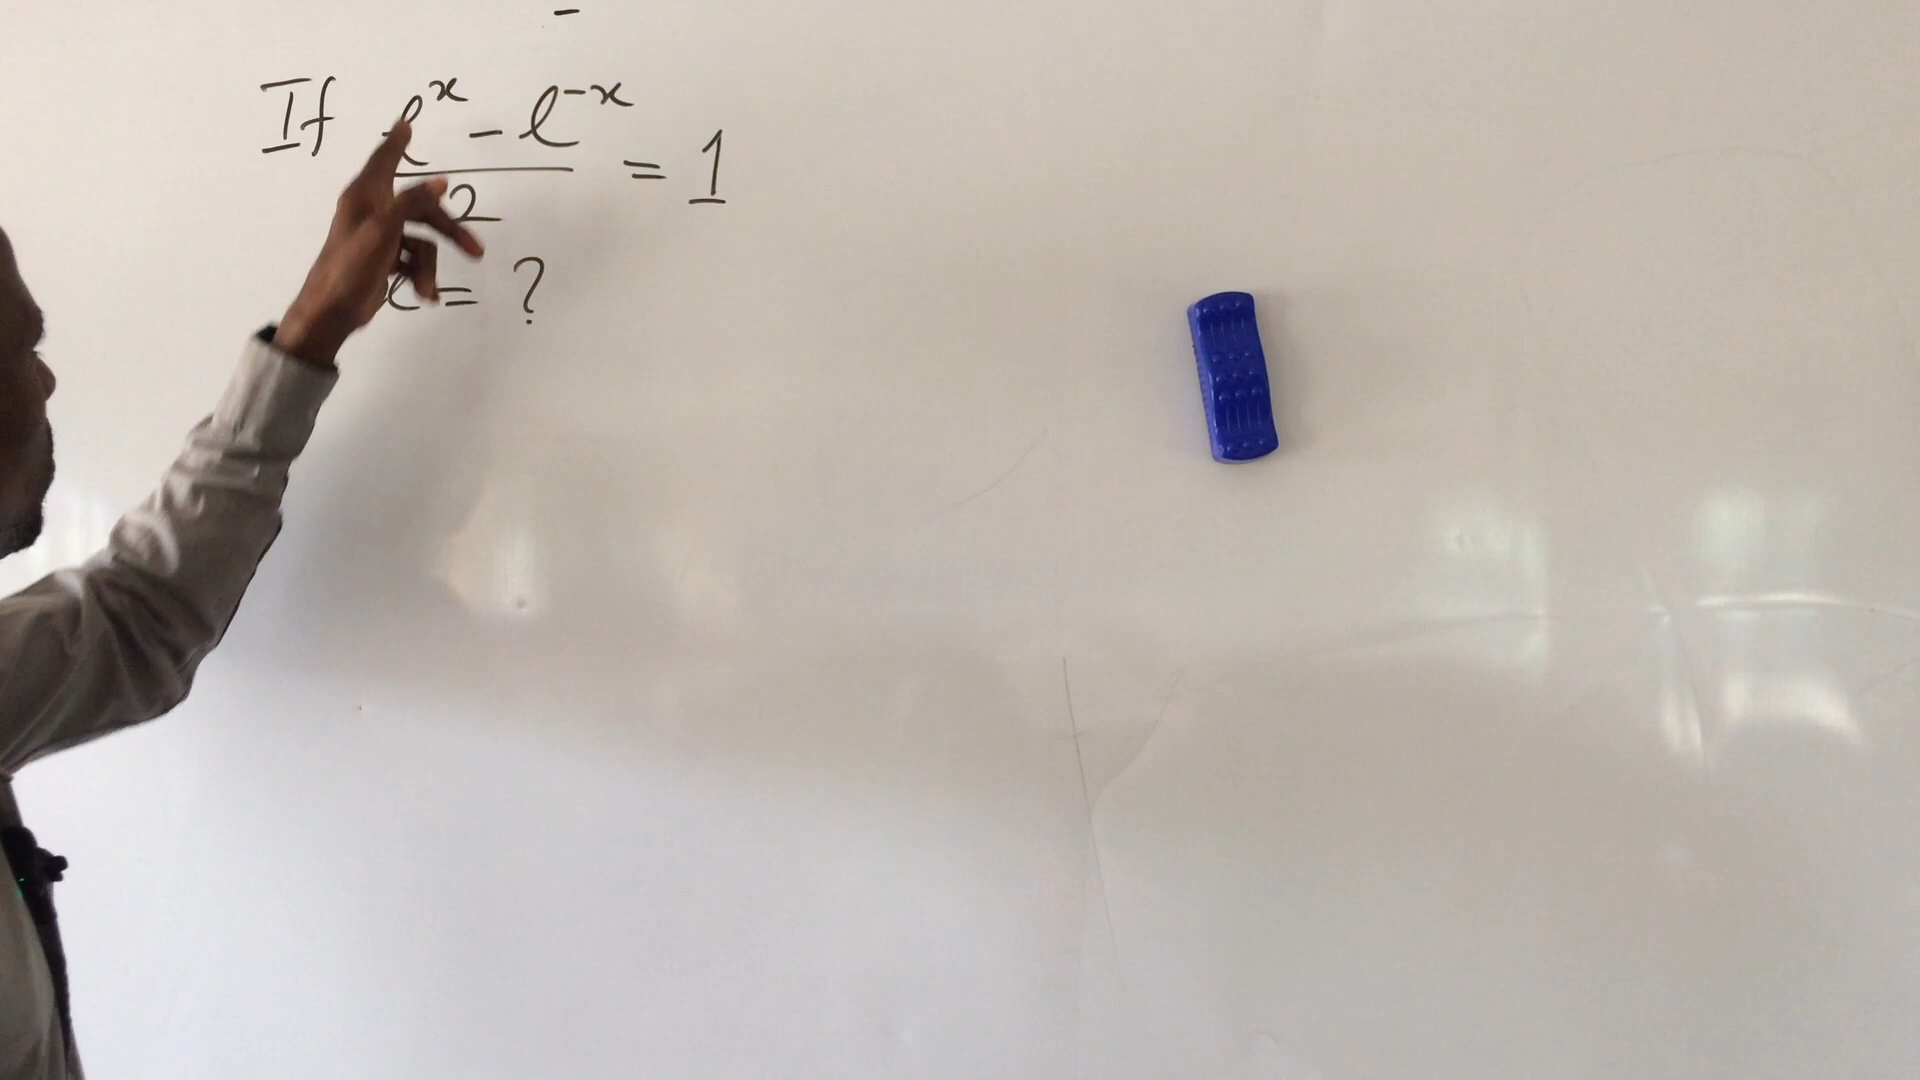 If e^x - e^-x / 2 = 1
x = ?